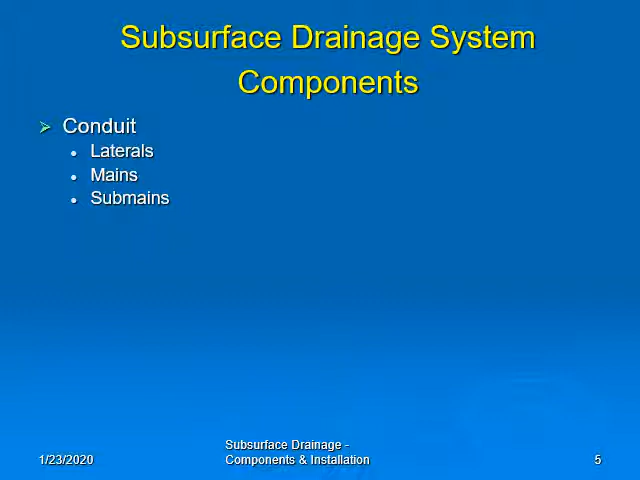 Subsurface Drainage System
Components
Conduit
Laterals
Mains
Submains
1/23/2020
Subsurface Drainage -
Components & Installation
5